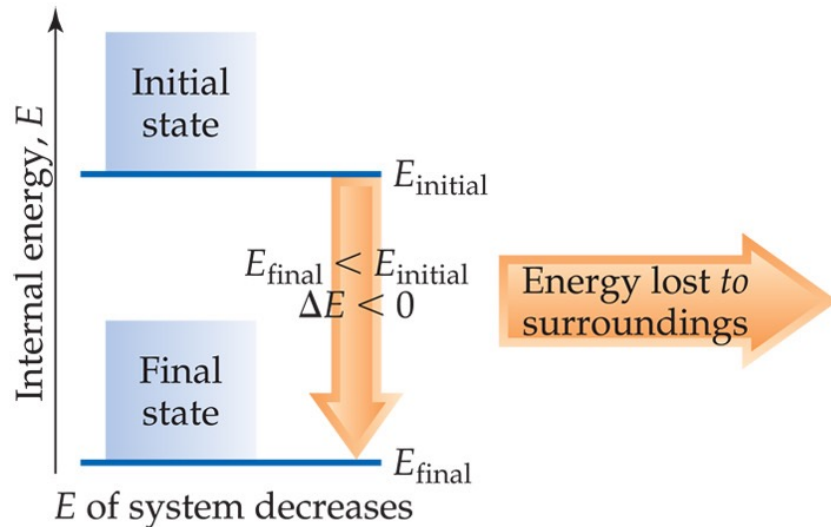 Internal energy, E
Initial
state
E_initial
E_final < E_initial
ΔE < 0
Energy lost to
surroundings
Final
state
E_final
E of system decreases